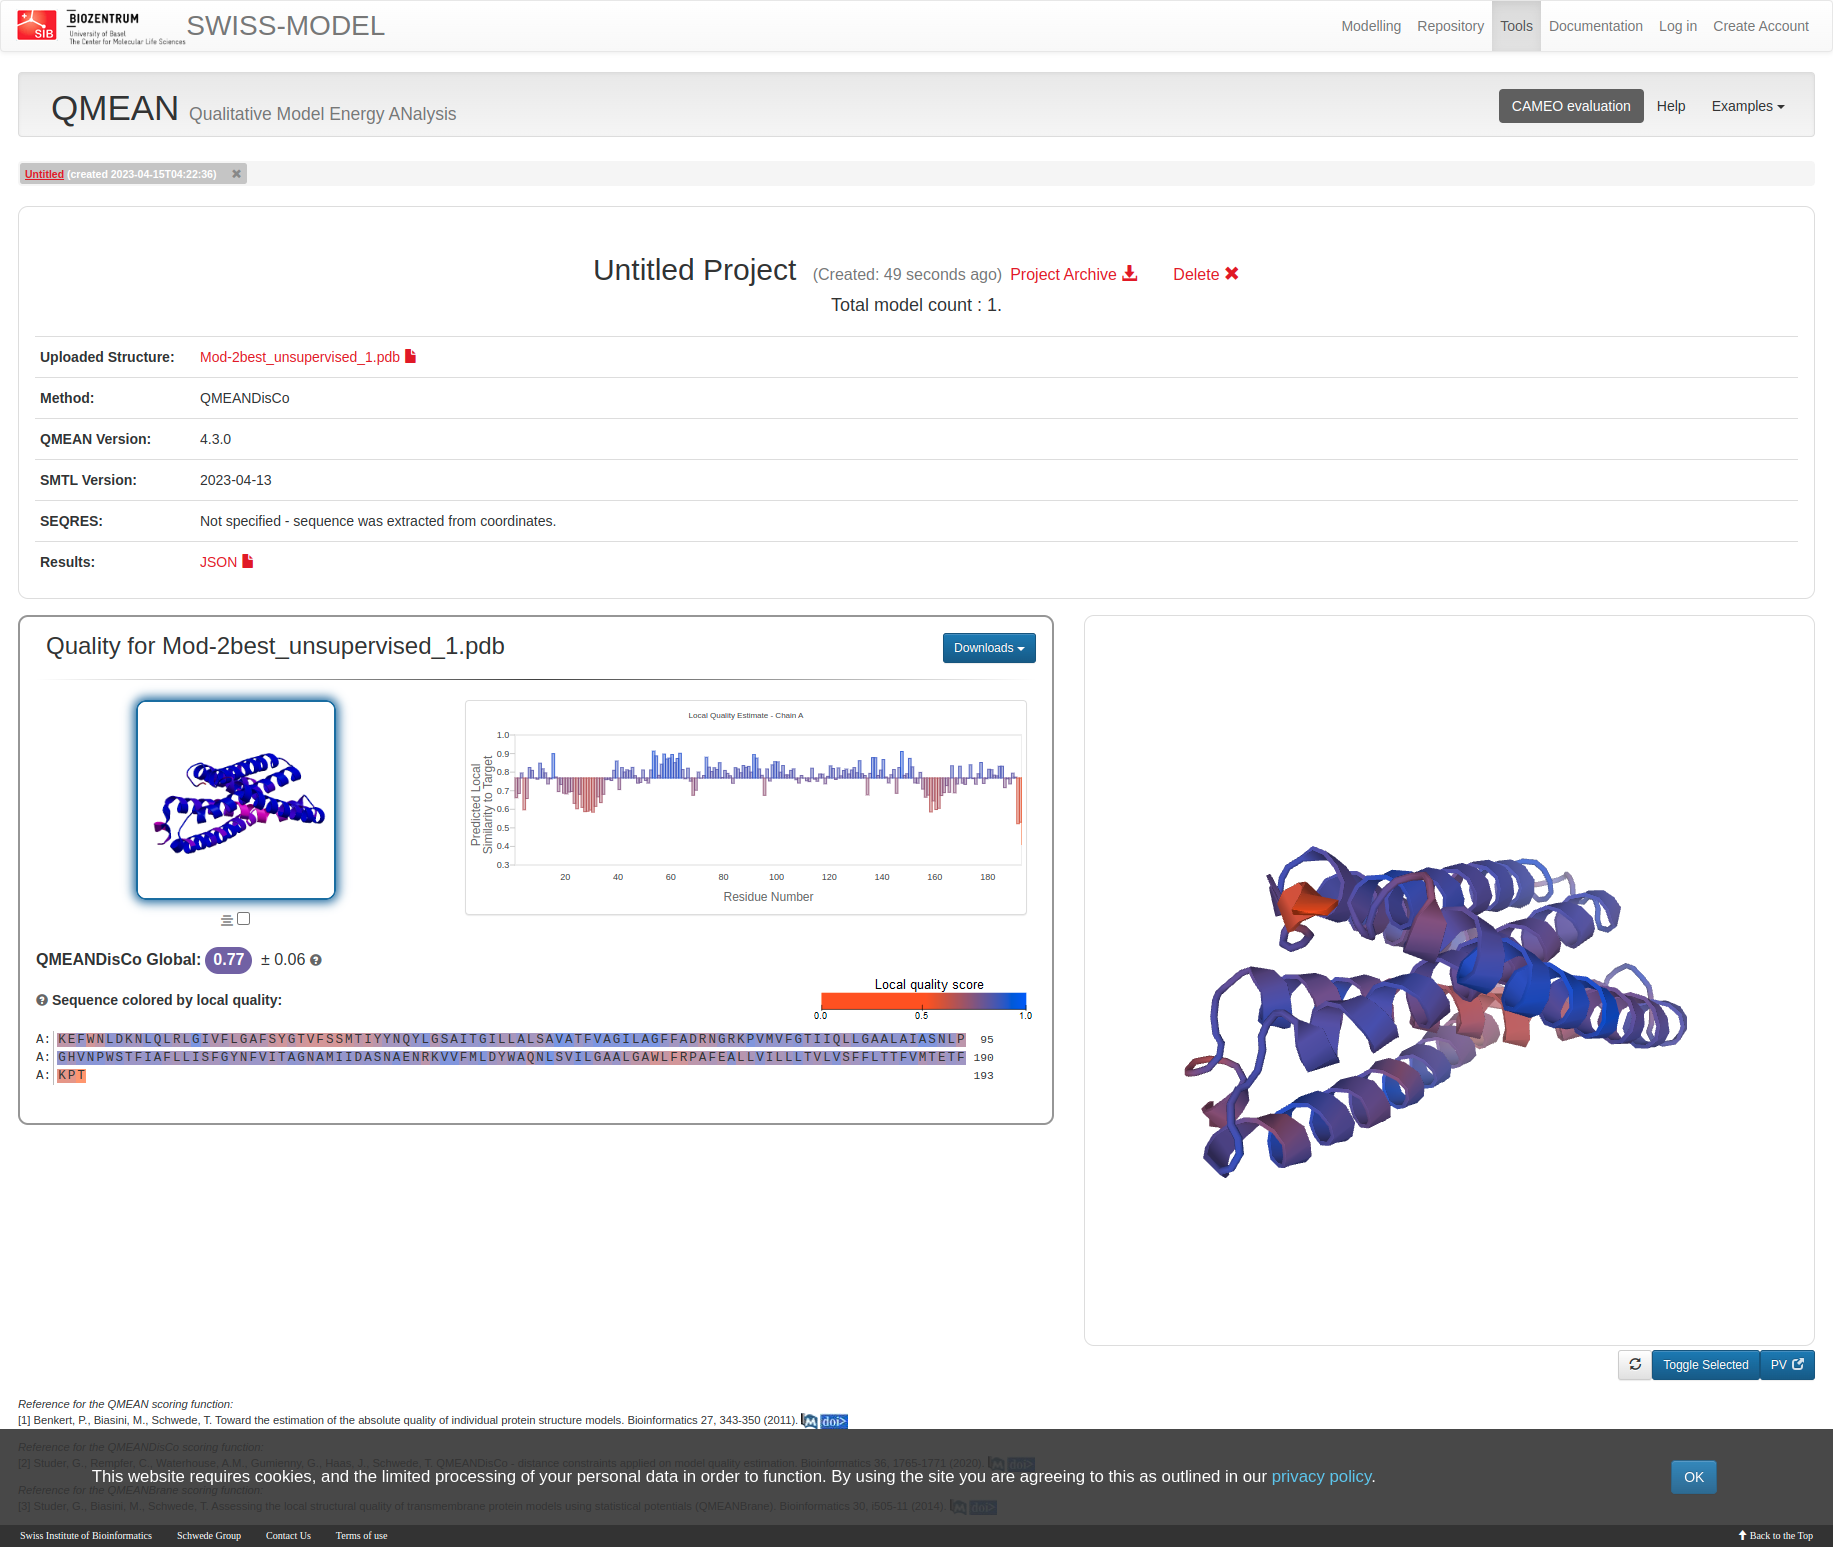 SIB
BIOZENTRUM
University of Basel
The Center for Molecular Life Sciences
SWISS-MODEL
Modelling
Repository
Tools
Documentation
Log in
Create Account
QMEAN Qualitative Model Energy ANalysis
CAMEO evaluation
Help
Examples
Untitled (created 2023-04-15T04:22:36)
Untitled Project (Created: 49 seconds ago) Project Archive Delete
Total model count : 1.
Uploaded Structure: Mod-2best_unsupervised_1.pdb
Method: QMEANDisCo
QMEAN Version: 4.3.0
SMTL Version: 2023-04-13
SEQRES: Not specified - sequence was extracted from coordinates.
Results: JSON
Quality for Mod-2best_unsupervised_1.pdb
Downloads
Local Quality Estimate - Chain A
Predicted Local
Similarity to Target
1.0
0.9
0.8
0.7
0.6
0.5
0.4
0.3
20 40 60 80 100 120 140 160 180
Residue Number
QMEANDisCo Global: 0.77 ± 0.06
Sequence colored by local quality:
Local quality score
0.0 0.5 1.0
A: KEFWNLDKNLQLRLGIVFLGAFSYGTVFSSMTIYYNQYLGSAITGILLALSAVATFVAGILAGFFADRNGRKPVMVFGTIIQLLGAALAIASNLP 95
A: GHVNPWSTFIAFLLISFGYNFVITAGNAMIIDASNAENRKVVFMLDYWAQNLSVILGAALGAWLFRPAFEALLVILLLTVLVSFFLTTFVMTETF 190
A: KPT 193
Toggle Selected
PV
Reference for the QMEAN scoring function:
[1] Benkert, P., Biasini, M., Schwede, T. Toward the estimation of the absolute quality of individual protein structure models. Bioinformatics 27, 343-350 (2011). M doi>
Reference for the QMEANDisCo scoring function:
[2] Studer, G., Rempfer, C., Waterhouse, A.M., Gumienny, G., Haas, J., Schwede, T. QMEANDisCo - distance constraints applied on model quality estimation. Bioinformatics 36, 1765-1771 (2020). M doi>
This website requires cookies, and the limited processing of your personal data in order to function. By using the site you are agreeing to this as outlined in our privacy policy.
OK
Reference for the QMEANBrane scoring function:
[3] Studer, G., Biasini, M., Schwede, T. Assessing the local structural quality of transmembrane protein models using statistical potentials (QMEANBrane). Bioinformatics 30, i505-11 (2014). M doi>
Swiss Institute of Bioinformatics
Schwede Group
Contact Us
Terms of use
Back to the Top